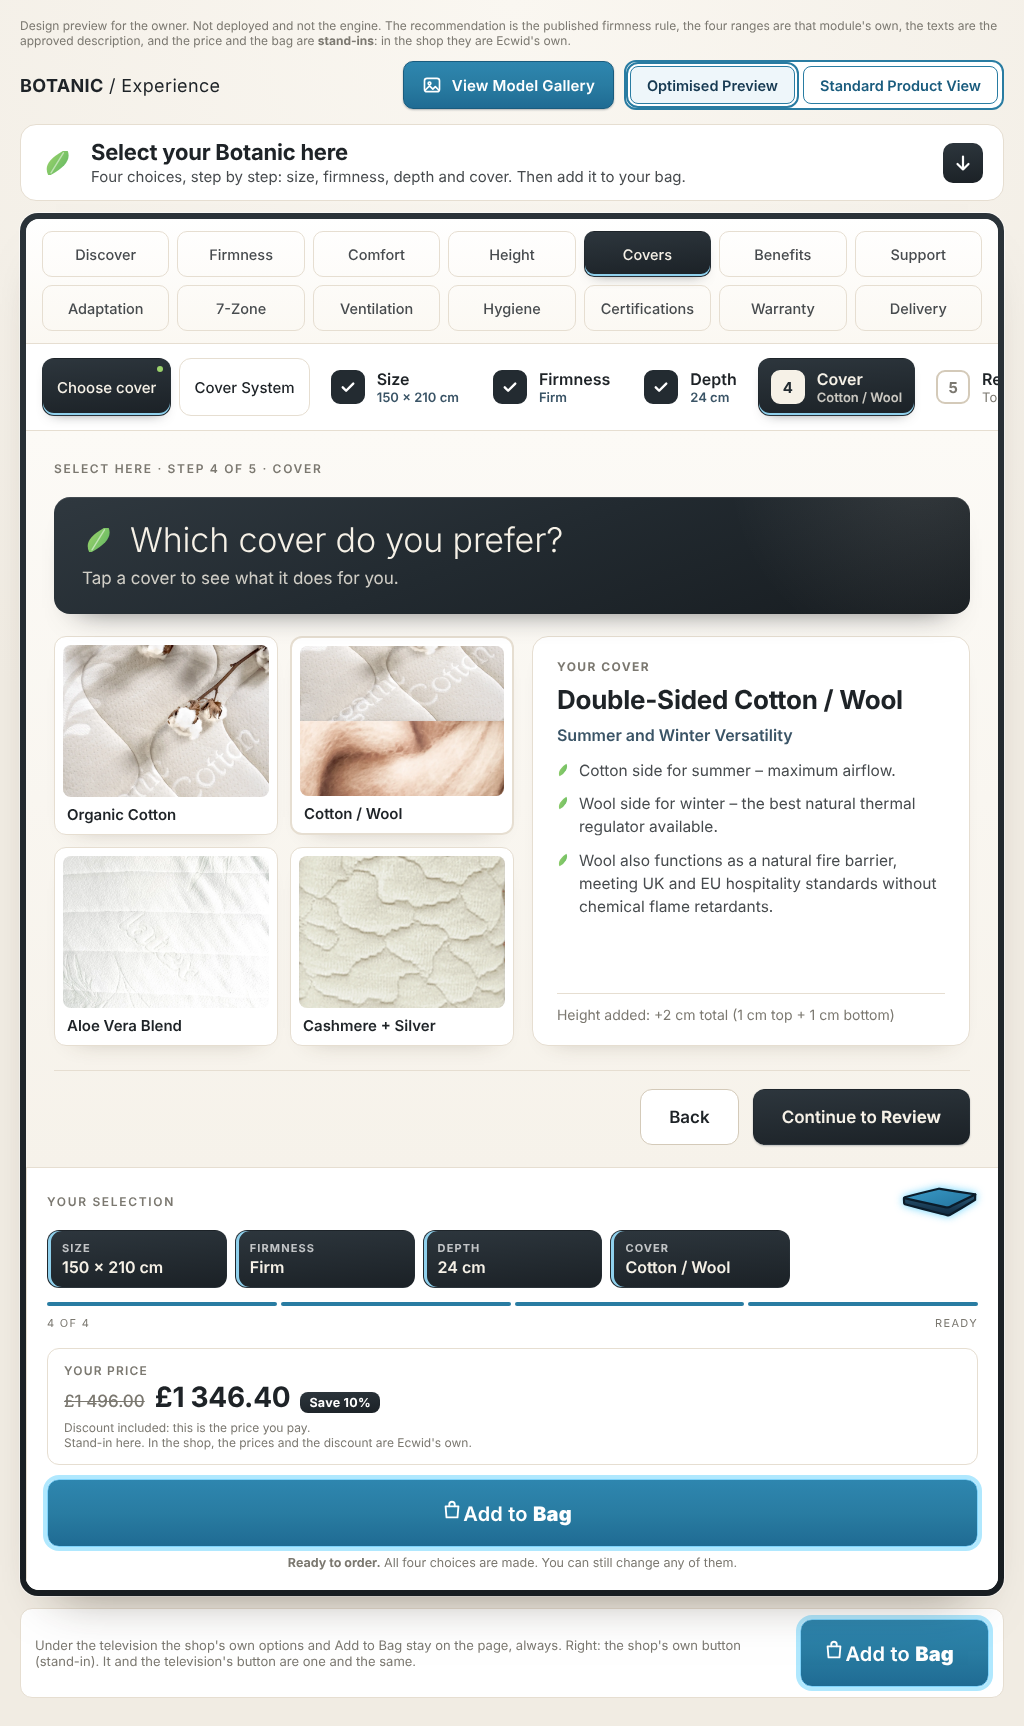 Design preview for the owner. Not deployed and not the engine. The recommendation is the published firmness rule, the four ranges are that module's own, the texts are the
approved description, and the price and the bag are stand-ins: in the shop they are Ecwid's own.
BOTANIC / Experience
View Model Gallery
Optimised Preview
Standard Product View
Select your Botanic here
Four choices, step by step: size, firmness, depth and cover. Then add it to your bag.
Discover
Firmness
Comfort
Height
Covers
Benefits
Support
Adaptation
7-Zone
Ventilation
Hygiene
Certifications
Warranty
Delivery
Choose cover
Cover System
Size
150 × 210 cm
Firmness
Firm
Depth
24 cm
4
Cover
Cotton / Wool
5
SELECT HERE · STEP 4 OF 5 · COVER
Which cover do you prefer?
Tap a cover to see what it does for you.
Cotton
Organic Cotton
Cotton
Cotton / Wool
Aloe Vera Blend
Cashmere + Silver
YOUR COVER
Double-Sided Cotton / Wool
Summer and Winter Versatility
Cotton side for summer – maximum airflow.
Wool side for winter – the best natural thermal
regulator available.
Wool also functions as a natural fire barrier,
meeting UK and EU hospitality standards without
chemical flame retardants.
Height added: +2 cm total (1 cm top + 1 cm bottom)
Back
Continue to Review
YOUR SELECTION
SIZE
150 × 210 cm
FIRMNESS
Firm
DEPTH
24 cm
COVER
Cotton / Wool
4 OF 4
READY
YOUR PRICE
£1 496.00 £1 346.40 Save 10%
Discount included: this is the price you pay.
Stand-in here. In the shop, the prices and the discount are Ecwid's own.
Add to Bag
Ready to order. All four choices are made. You can still change any of them.
Under the television the shop's own options and Add to Bag stay on the page, always. Right: the shop's own button
(stand-in). It and the television's button are one and the same.
Add to Bag